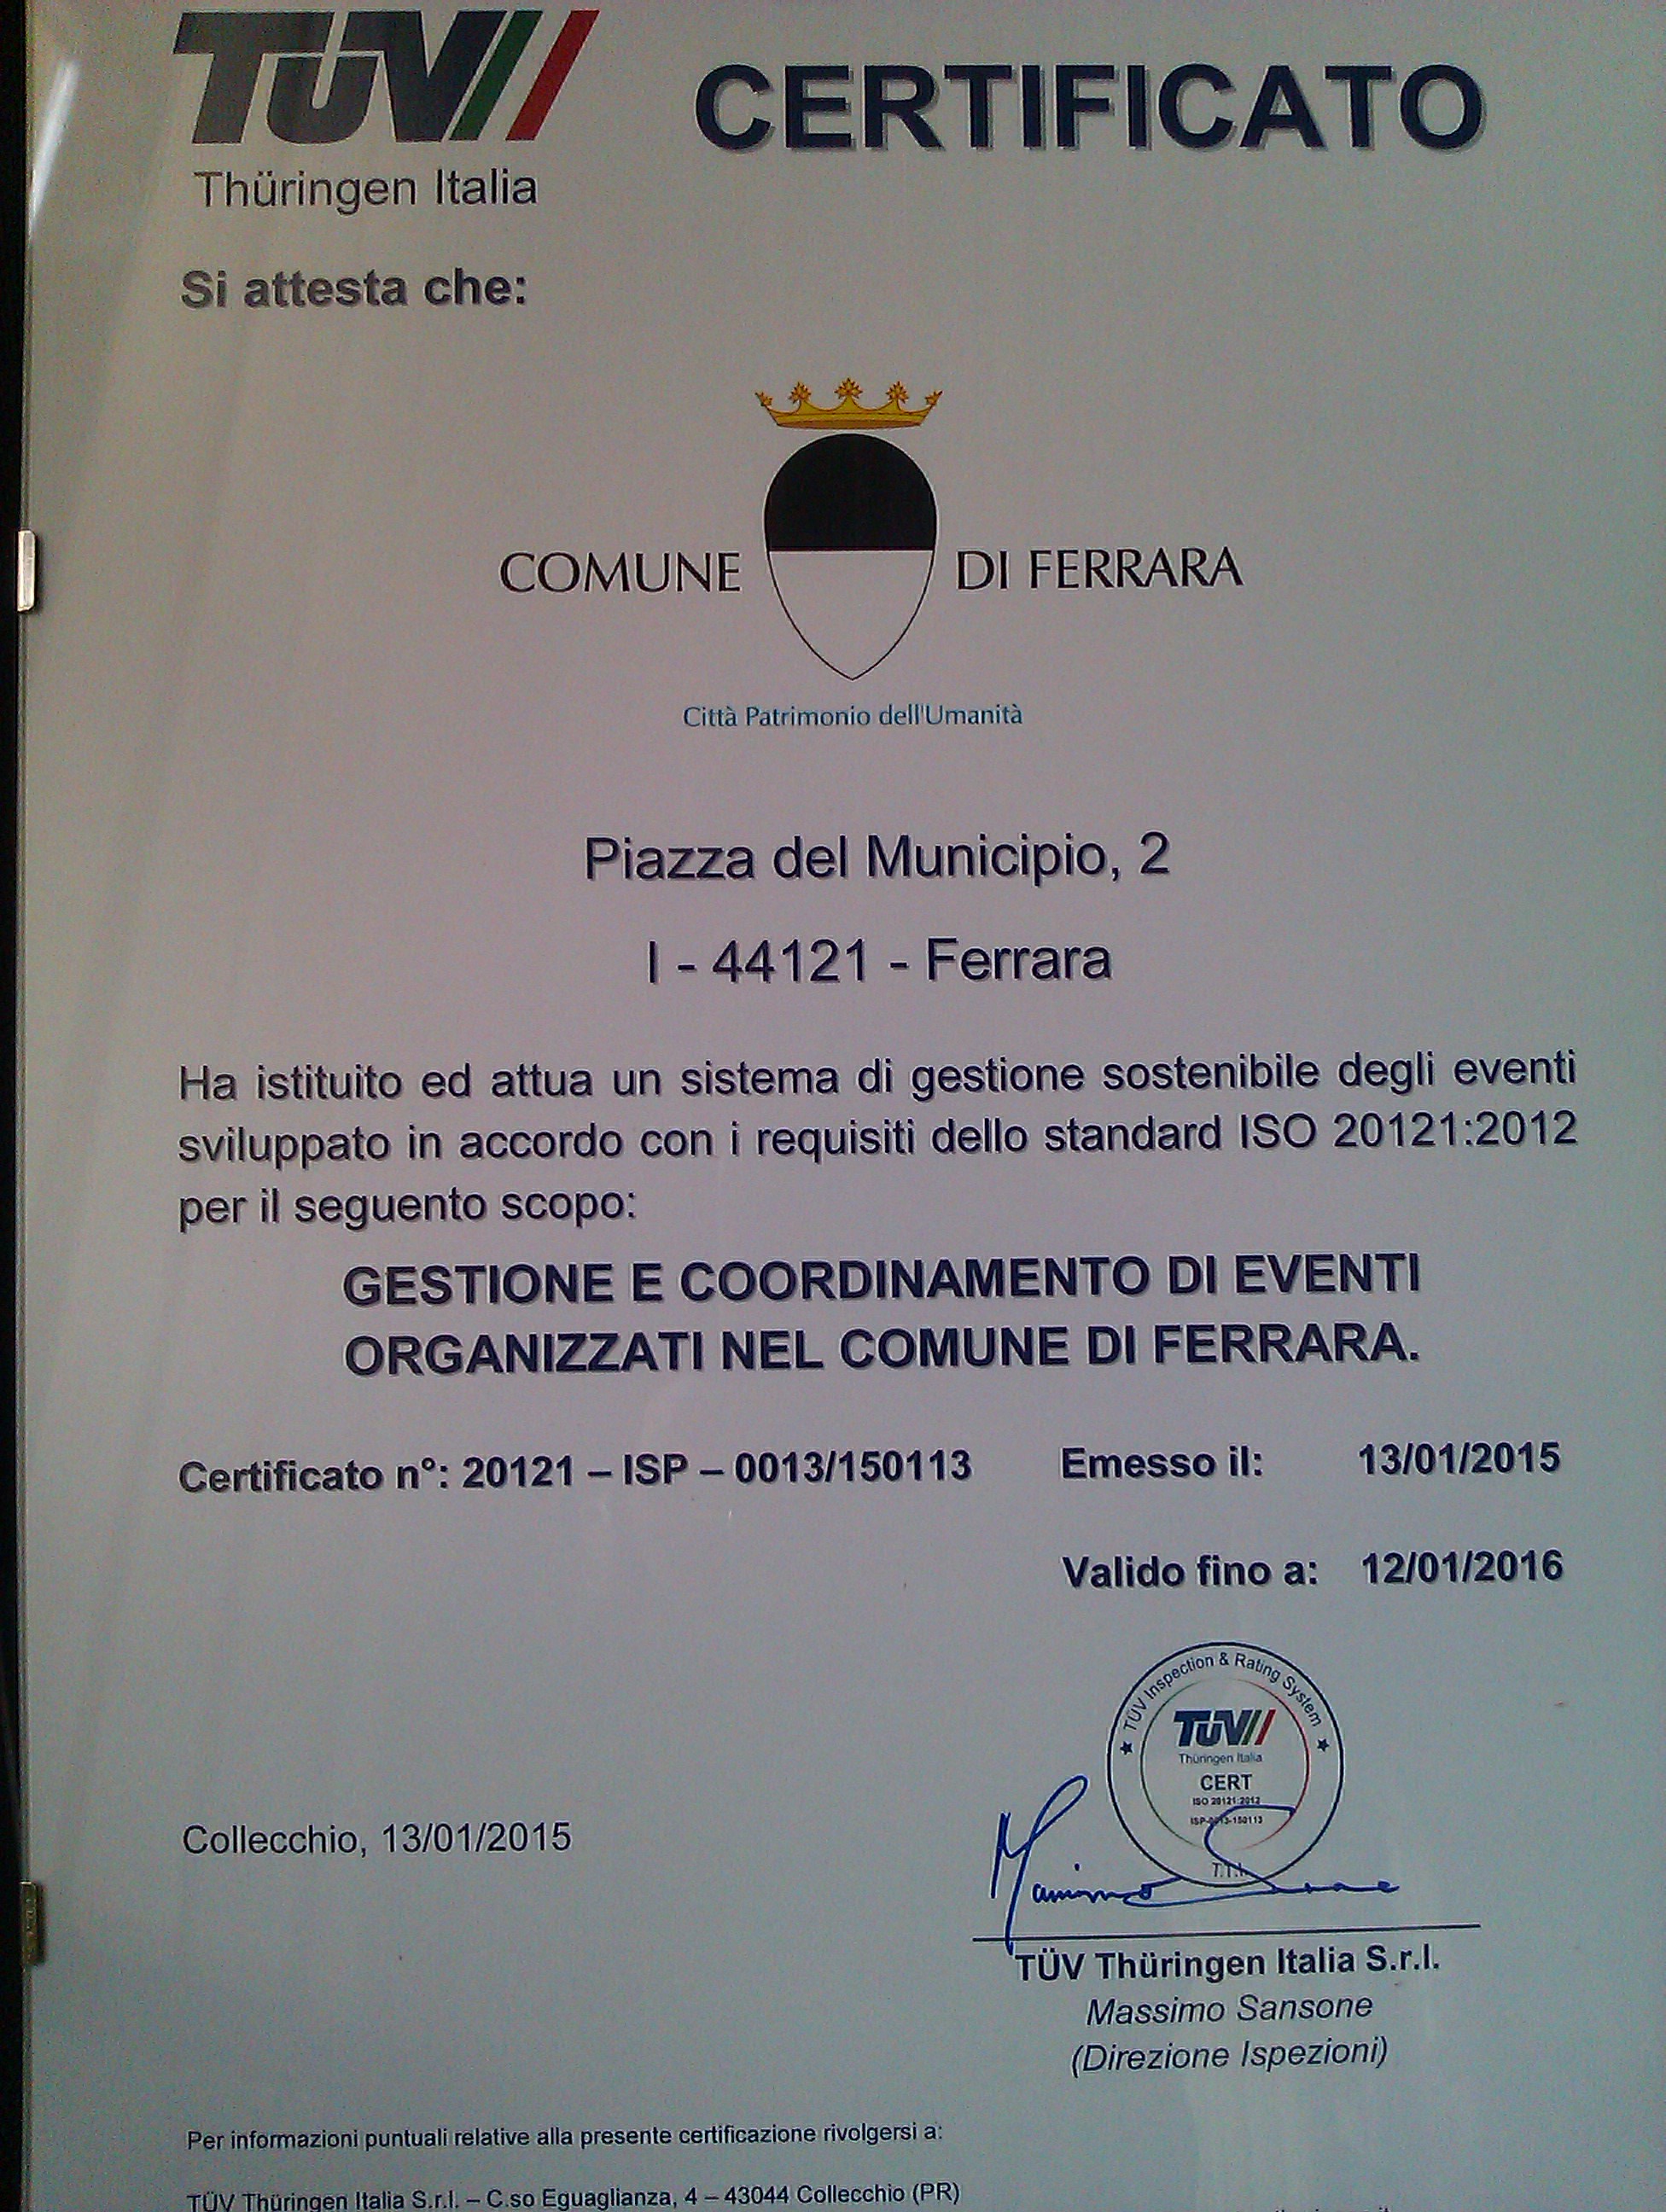 TÜV
CERTIFICATO
Thüringen Italia
Si attesta che:
COMUNE DI FERRARA
Città Patrimonio dell'Umanità
Piazza del Municipio, 2
I - 44121 - Ferrara
Ha istituito ed attua un sistema di gestione sostenibile degli eventi
sviluppato in accordo con i requisiti dello standard ISO 20121:2012
per il seguento scopo:
GESTIONE E COORDINAMENTO DI EVENTI
ORGANIZZATI NEL COMUNE DI FERRARA.
Certificato n°: 20121 – ISP – 0013/150113 Emesso il: 13/01/2015
Valido fino a: 12/01/2016
TÜV Inspection & Rating System
TÜV
Thüringen Italia
CERT
ISO 20121:2012
ISP-0013-150113
T.T.I.
Collecchio, 13/01/2015
TÜV Thüringen Italia S.r.l.
Massimo Sansone
(Direzione Ispezioni)
Per informazioni puntuali relative alla presente certificazione rivolgersi a:
TÜV Thüringen Italia S.r.l. – C.so Eguaglianza, 4 – 43044 Collecchio (PR)